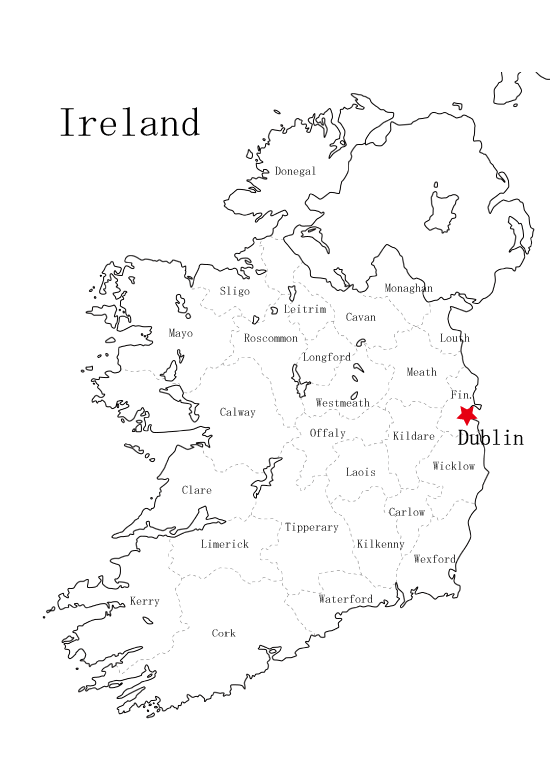 Ireland
Donegal
Monaghan
Sligo
Leitrim
Cavan
Mayo
Roscommon
Louth
Longford
Meath
Fin.
Westmeath
Calway
Offaly
Kildare
Dublin
Laois
Wicklow
Clare
Carlow
Tipperary
Limerick
Kilkenny
Wexford
Kerry
Waterford
Cork